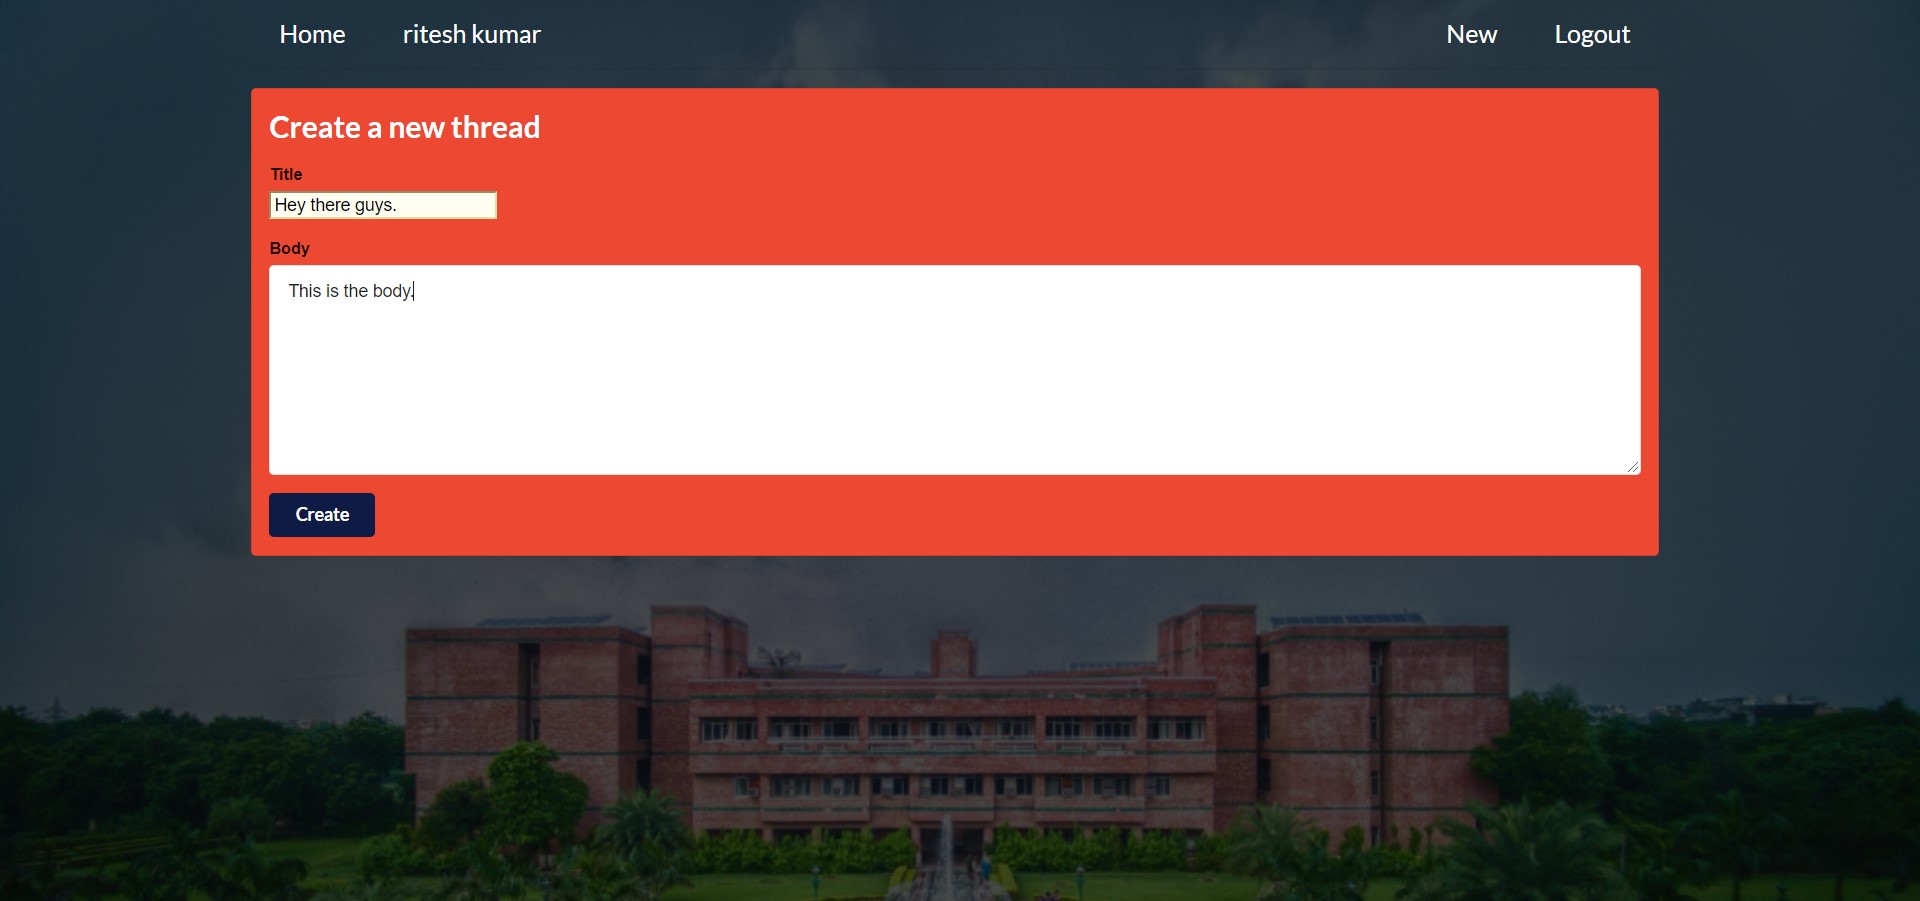 Home ritesh kumar New Logout
Create a new thread
Title
Hey there guys.
Body
This is the body.
Create